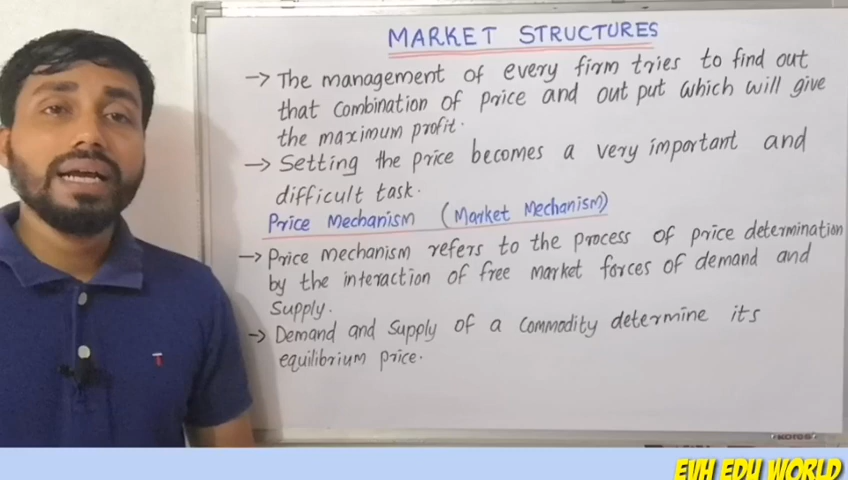 MARKET STRUCTURES
→ The management of every firm tries to find out
that combination of price and out put which will give
the maximum profit.
→ Setting the price becomes a very important and
difficult task.
Price Mechanism (Market Mechanism)
→ Price mechanism refers to the process of price determination
by the interaction of free market forces of demand and
supply.
→ Demand and supply of a commodity determine its
equilibrium price.
KOROS
EVH EDU WORLD